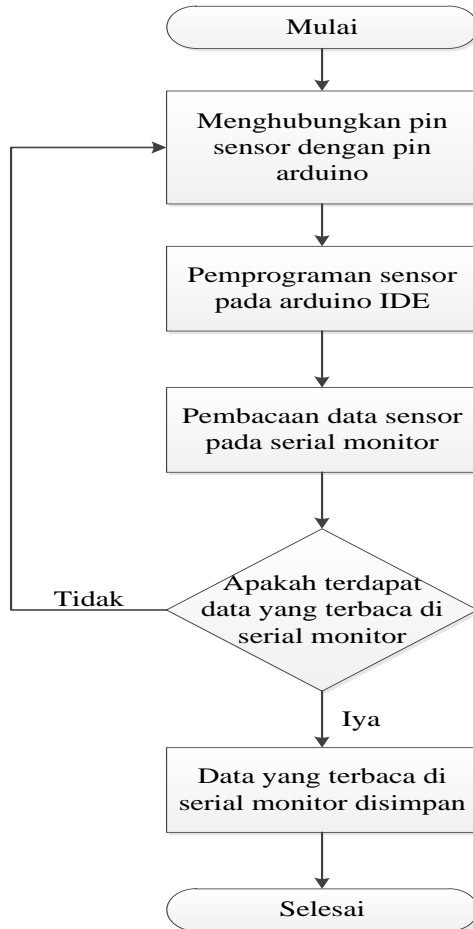 Mulai
Menghubungkan pin
sensor dengan pin
arduino
Pemprograman sensor
pada arduino IDE
Pembacaan data sensor
pada serial monitor
Apakah terdapat
data yang terbaca di
serial monitor
Tidak
Iya
Data yang terbaca di
serial monitor disimpan
Selesai